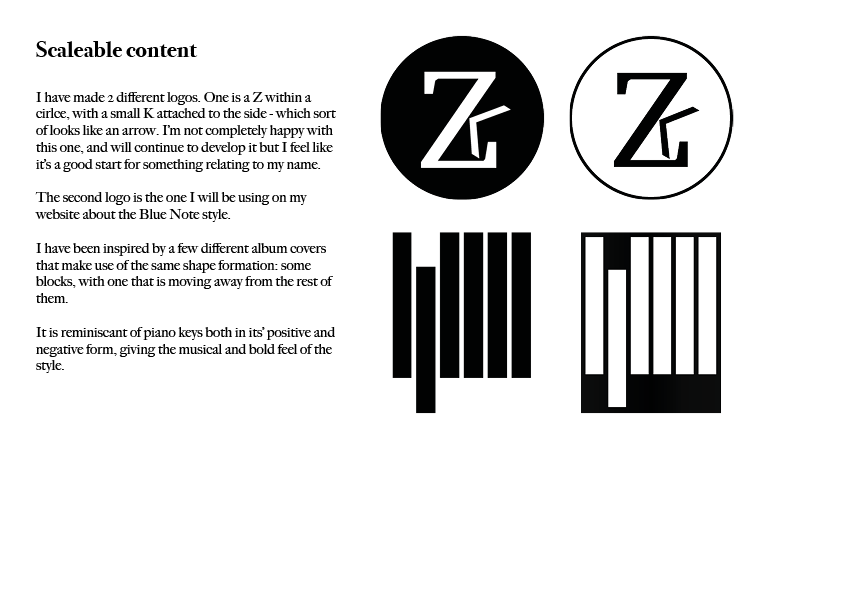 Scaleable content
I have made 2 different logos. One is a Z within a
cirlce, with a small K attached to the side - which sort
of looks like an arrow. I'm not completely happy with
this one, and will continue to develop it but I feel like
it's a good start for something relating to my name.
The second logo is the one I will be using on my
website about the Blue Note style.
I have been inspired by a few different album covers
that make use of the same shape formation: some
blocks, with one that is moving away from the rest of
them.
It is reminiscant of piano keys both in its' positive and
negative form, giving the musical and bold feel of the
style.
ZK
ZK